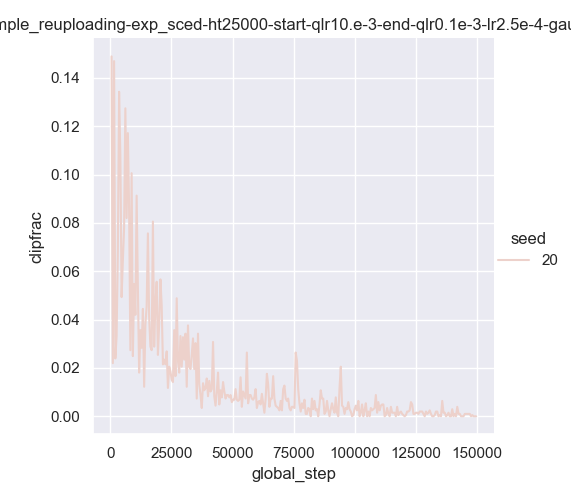 mple_reuploading-exp_sced-ht25000-start-qlr10.e-3-end-qlr0.1e-3-lr2.5e-4-gau
0.14
0.12
0.10
0.08
0.06
0.04
0.02
0.00
clipfrac
0 25000 50000 75000 100000 125000 150000
global_step
seed
20